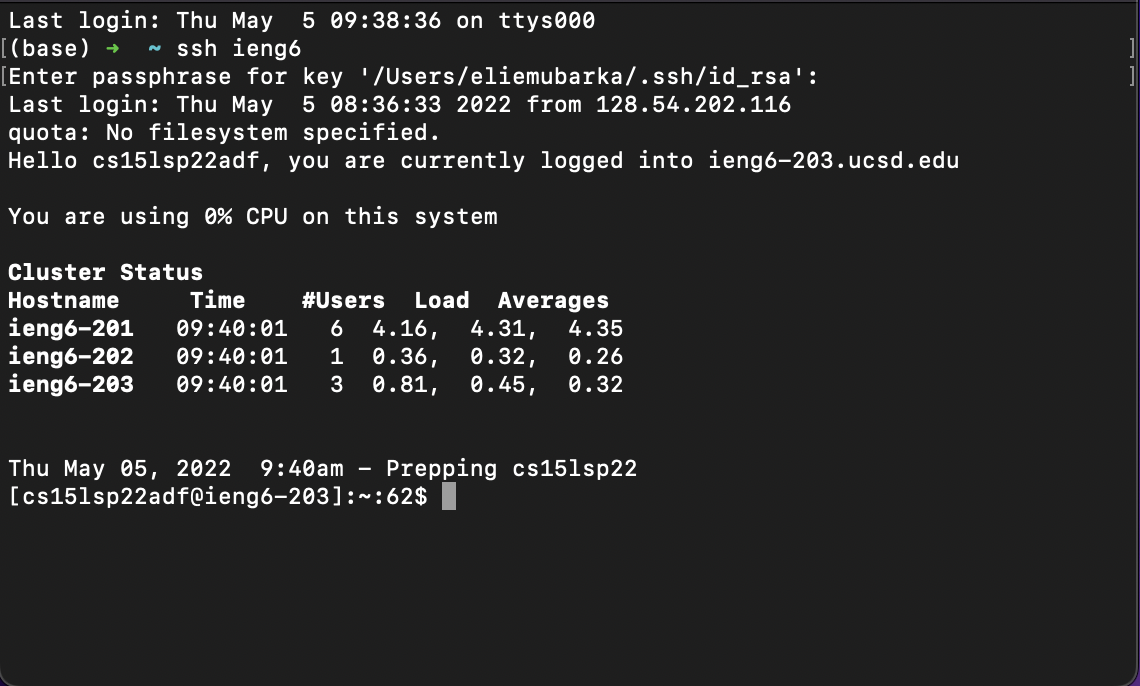 Last login: Thu May  5 09:38:36 on ttys000
[(base) ➜  ~ ssh ieng6 ]
[Enter passphrase for key '/Users/eliemubarka/.ssh/id_rsa': ]
Last login: Thu May  5 08:36:33 2022 from 128.54.202.116
quota: No filesystem specified.
Hello cs15lsp22adf, you are currently logged into ieng6-203.ucsd.edu
You are using 0% CPU on this system
Cluster Status
Hostname     Time    #Users  Load  Averages
ieng6-201   09:40:01   6  4.16,  4.31,  4.35
ieng6-202   09:40:01   1  0.36,  0.32,  0.26
ieng6-203   09:40:01   3  0.81,  0.45,  0.32
Thu May 05, 2022  9:40am - Prepping cs15lsp22
[cs15lsp22adf@ieng6-203]:~:62$